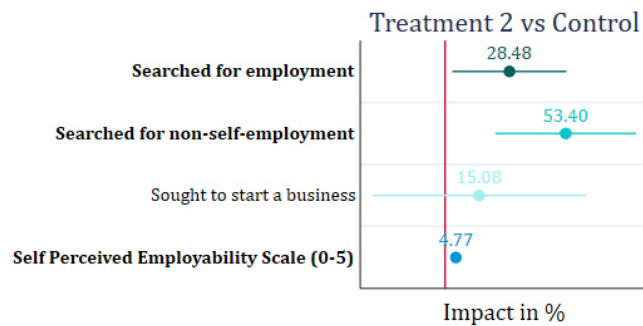 Treatment 2 vs Control
Searched for employment
28.48
Searched for non-self-employment
53.40
Sought to start a business
15.08
Self Perceived Employability Scale (0-5)
4.77
Impact in %